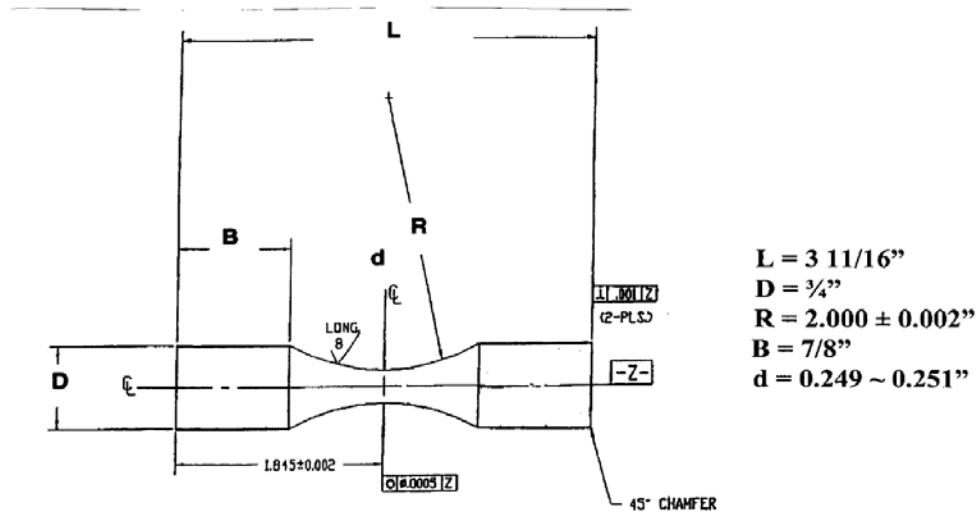 L
R
B
d
℄
⊥ .001 Z
(2-PLS.)
LONG
8
D
℄
-Z-
1.845±0.002
45° CHAMFER
L = 3 11/16”
D = ¾”
R = 2.000 ± 0.002”
B = 7/8”
d = 0.249 ~ 0.251”